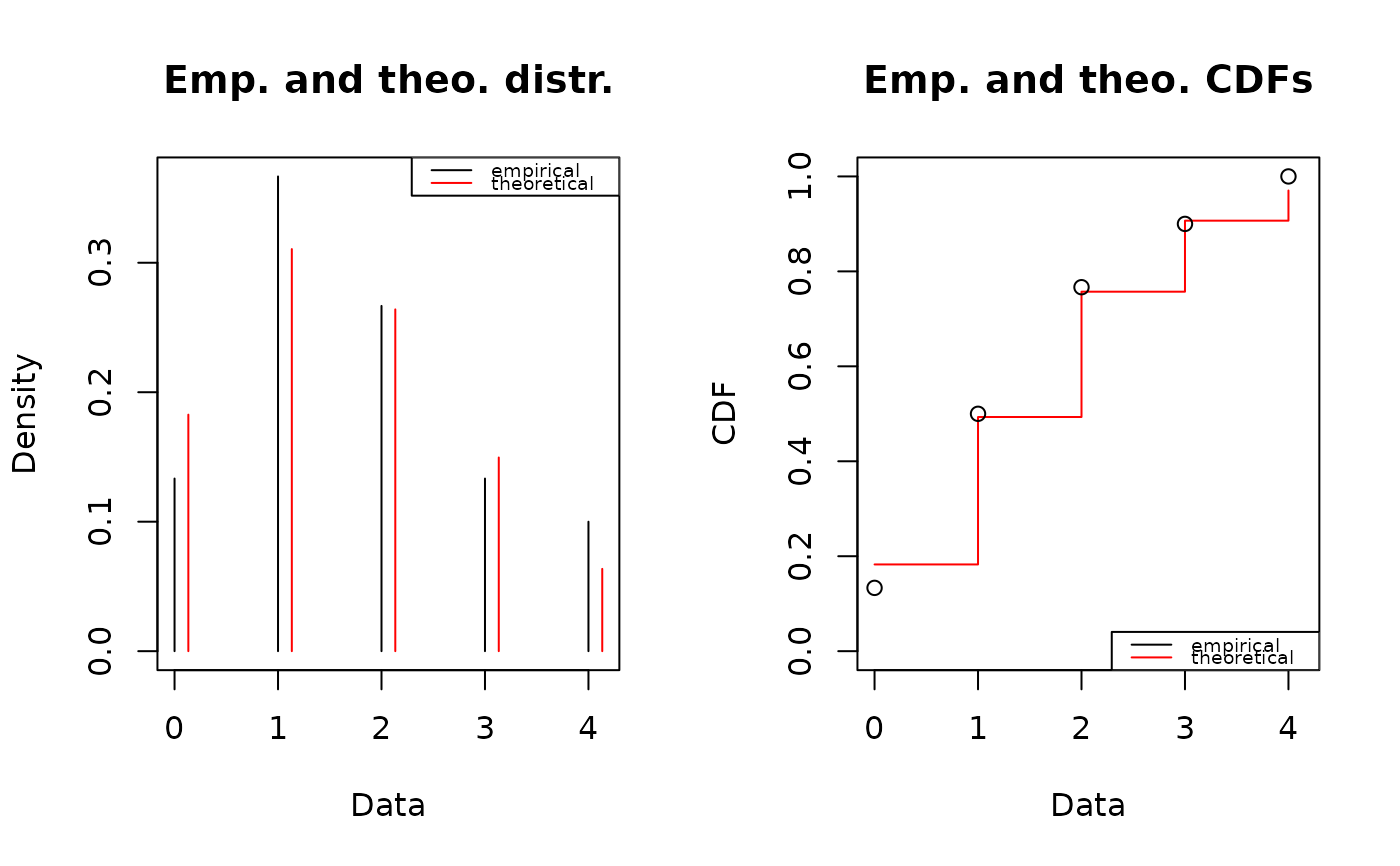 Emp. and theo. distr.
empirical
theoretical
Density
0.0
0.1
0.2
0.3
0 1 2 3 4
Data
Emp. and theo. CDFs
CDF
0.0
0.2
0.4
0.6
0.8
1.0
empirical
theoretical
0 1 2 3 4
Data